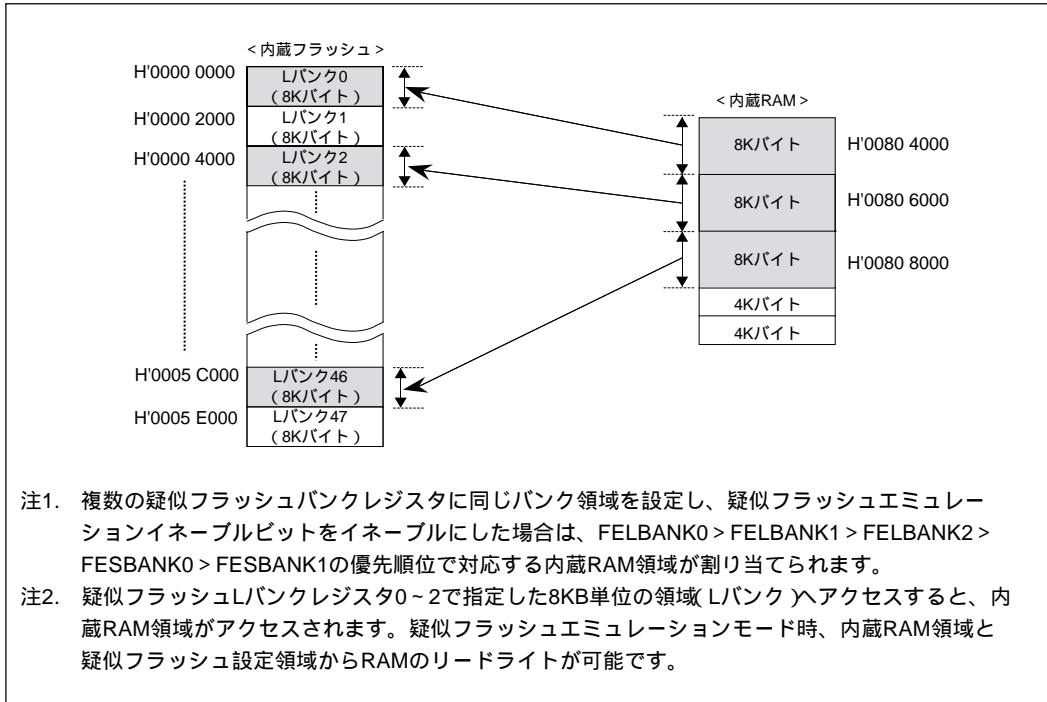 <内蔵フラッシュ>
H'0000 0000
Lバンク0
(8Kバイト)
H'0000 2000
Lバンク1
(8Kバイト)
H'0000 4000
Lバンク2
(8Kバイト)
H'0005 C000
Lバンク46
(8Kバイト)
H'0005 E000
Lバンク47
(8Kバイト)
<内蔵RAM>
8Kバイト
H'0080 4000
8Kバイト
H'0080 6000
8Kバイト
H'0080 8000
4Kバイト
4Kバイト
注1. 複数の疑似フラッシュバンクレジスタに同じバンク領域を設定し、疑似フラッシュエミュレー
ションイネーブルビットをイネーブルにした場合は、FELBANK0>FELBANK1>FELBANK2>
FESBANK0>FESBANK1の優先順位で対応する内蔵RAM領域が割り当てられます。
注2. 疑似フラッシュLバンクレジスタ0~2で指定した8KB単位の領域(Lバンク)へアクセスすると、内
蔵RAM領域がアクセスされます。疑似フラッシュエミュレーションモード時、内蔵RAM領域と
疑似フラッシュ設定領域からRAMのリードライトが可能です。